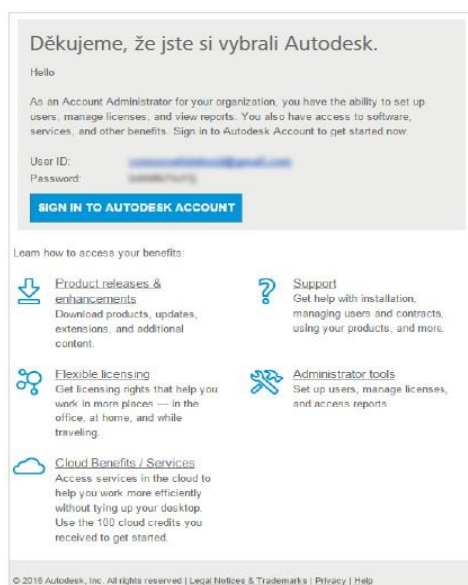 Děkujeme, že jste si vybrali Autodesk.
Hello
As an Account Administrator for your organization, you have the ability to set up
users, manage licenses, and view reports. You also have access to software,
services, and other benefits. Sign in to Autodesk Account to get started now.
User ID:
Password:
SIGN IN TO AUTODESK ACCOUNT
Learn how to access your benefits:
Product releases &
enhancements
Download products, updates,
extensions, and additional
content.
Support
Get help with installation,
managing users and contracts,
using your products, and more.
Flexible licensing
Get licensing rights that help you
work in more places — in the
office, at home, and while
traveling.
Administrator tools
Set up users, manage licenses,
and access reports
Cloud Benefits / Services
Access services in the cloud to
help you work more efficiently
without tying up your desktop.
Use the 100 cloud credits you
received to get started.
© 2016 Autodesk, Inc. All rights reserved | Legal Notices & Trademarks | Privacy | Help